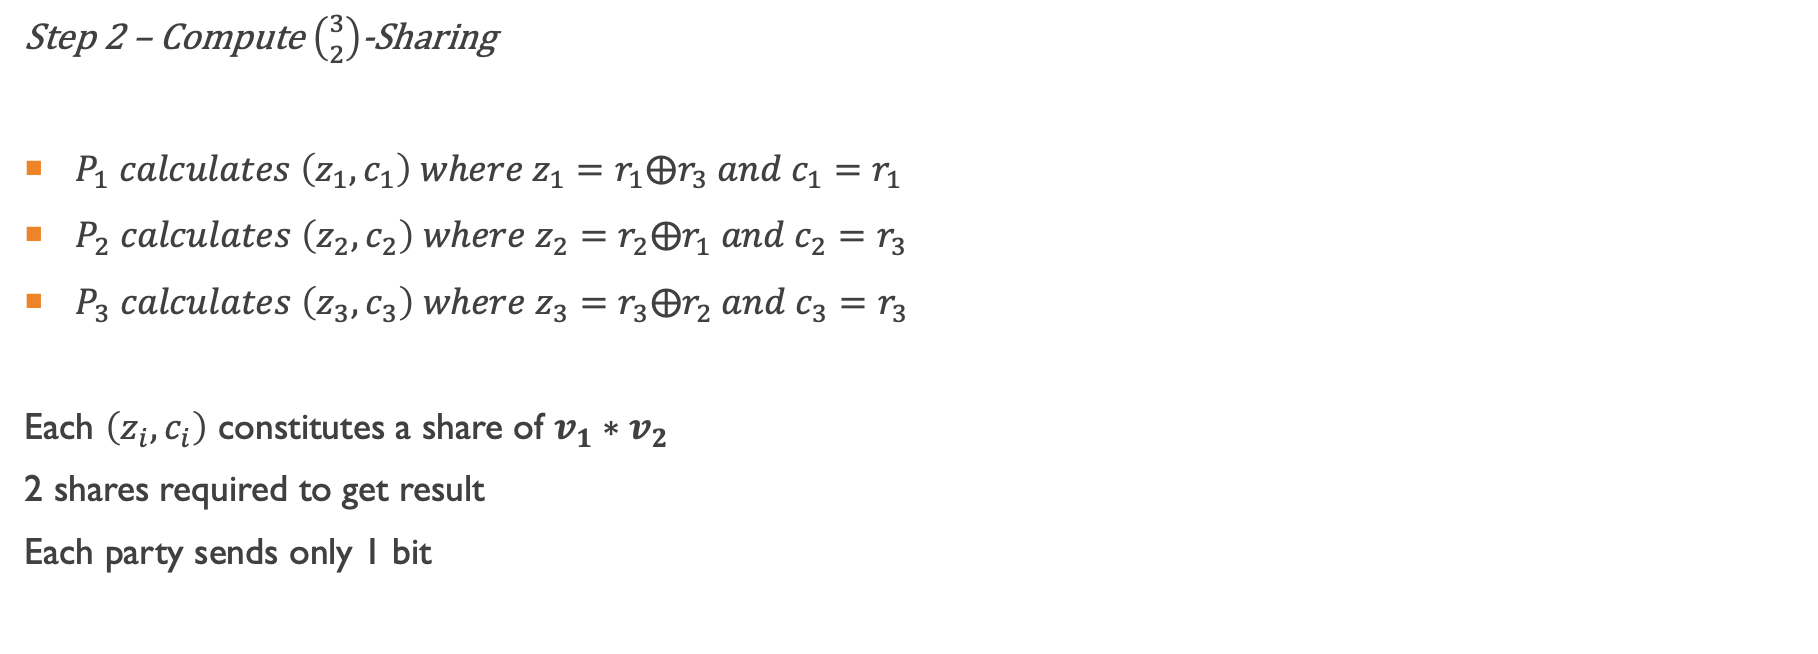 Step 2 – Compute (3 2)-Sharing
▪ P₁ calculates (z₁, c₁) where z₁ = r₁⊕r₃ and c₁ = r₁
▪ P₂ calculates (z₂, c₂) where z₂ = r₂⊕r₁ and c₂ = r₃
▪ P₃ calculates (z₃, c₃) where z₃ = r₃⊕r₂ and c₃ = r₃
Each (zᵢ, cᵢ) constitutes a share of v₁ * v₂
2 shares required to get result
Each party sends only 1 bit